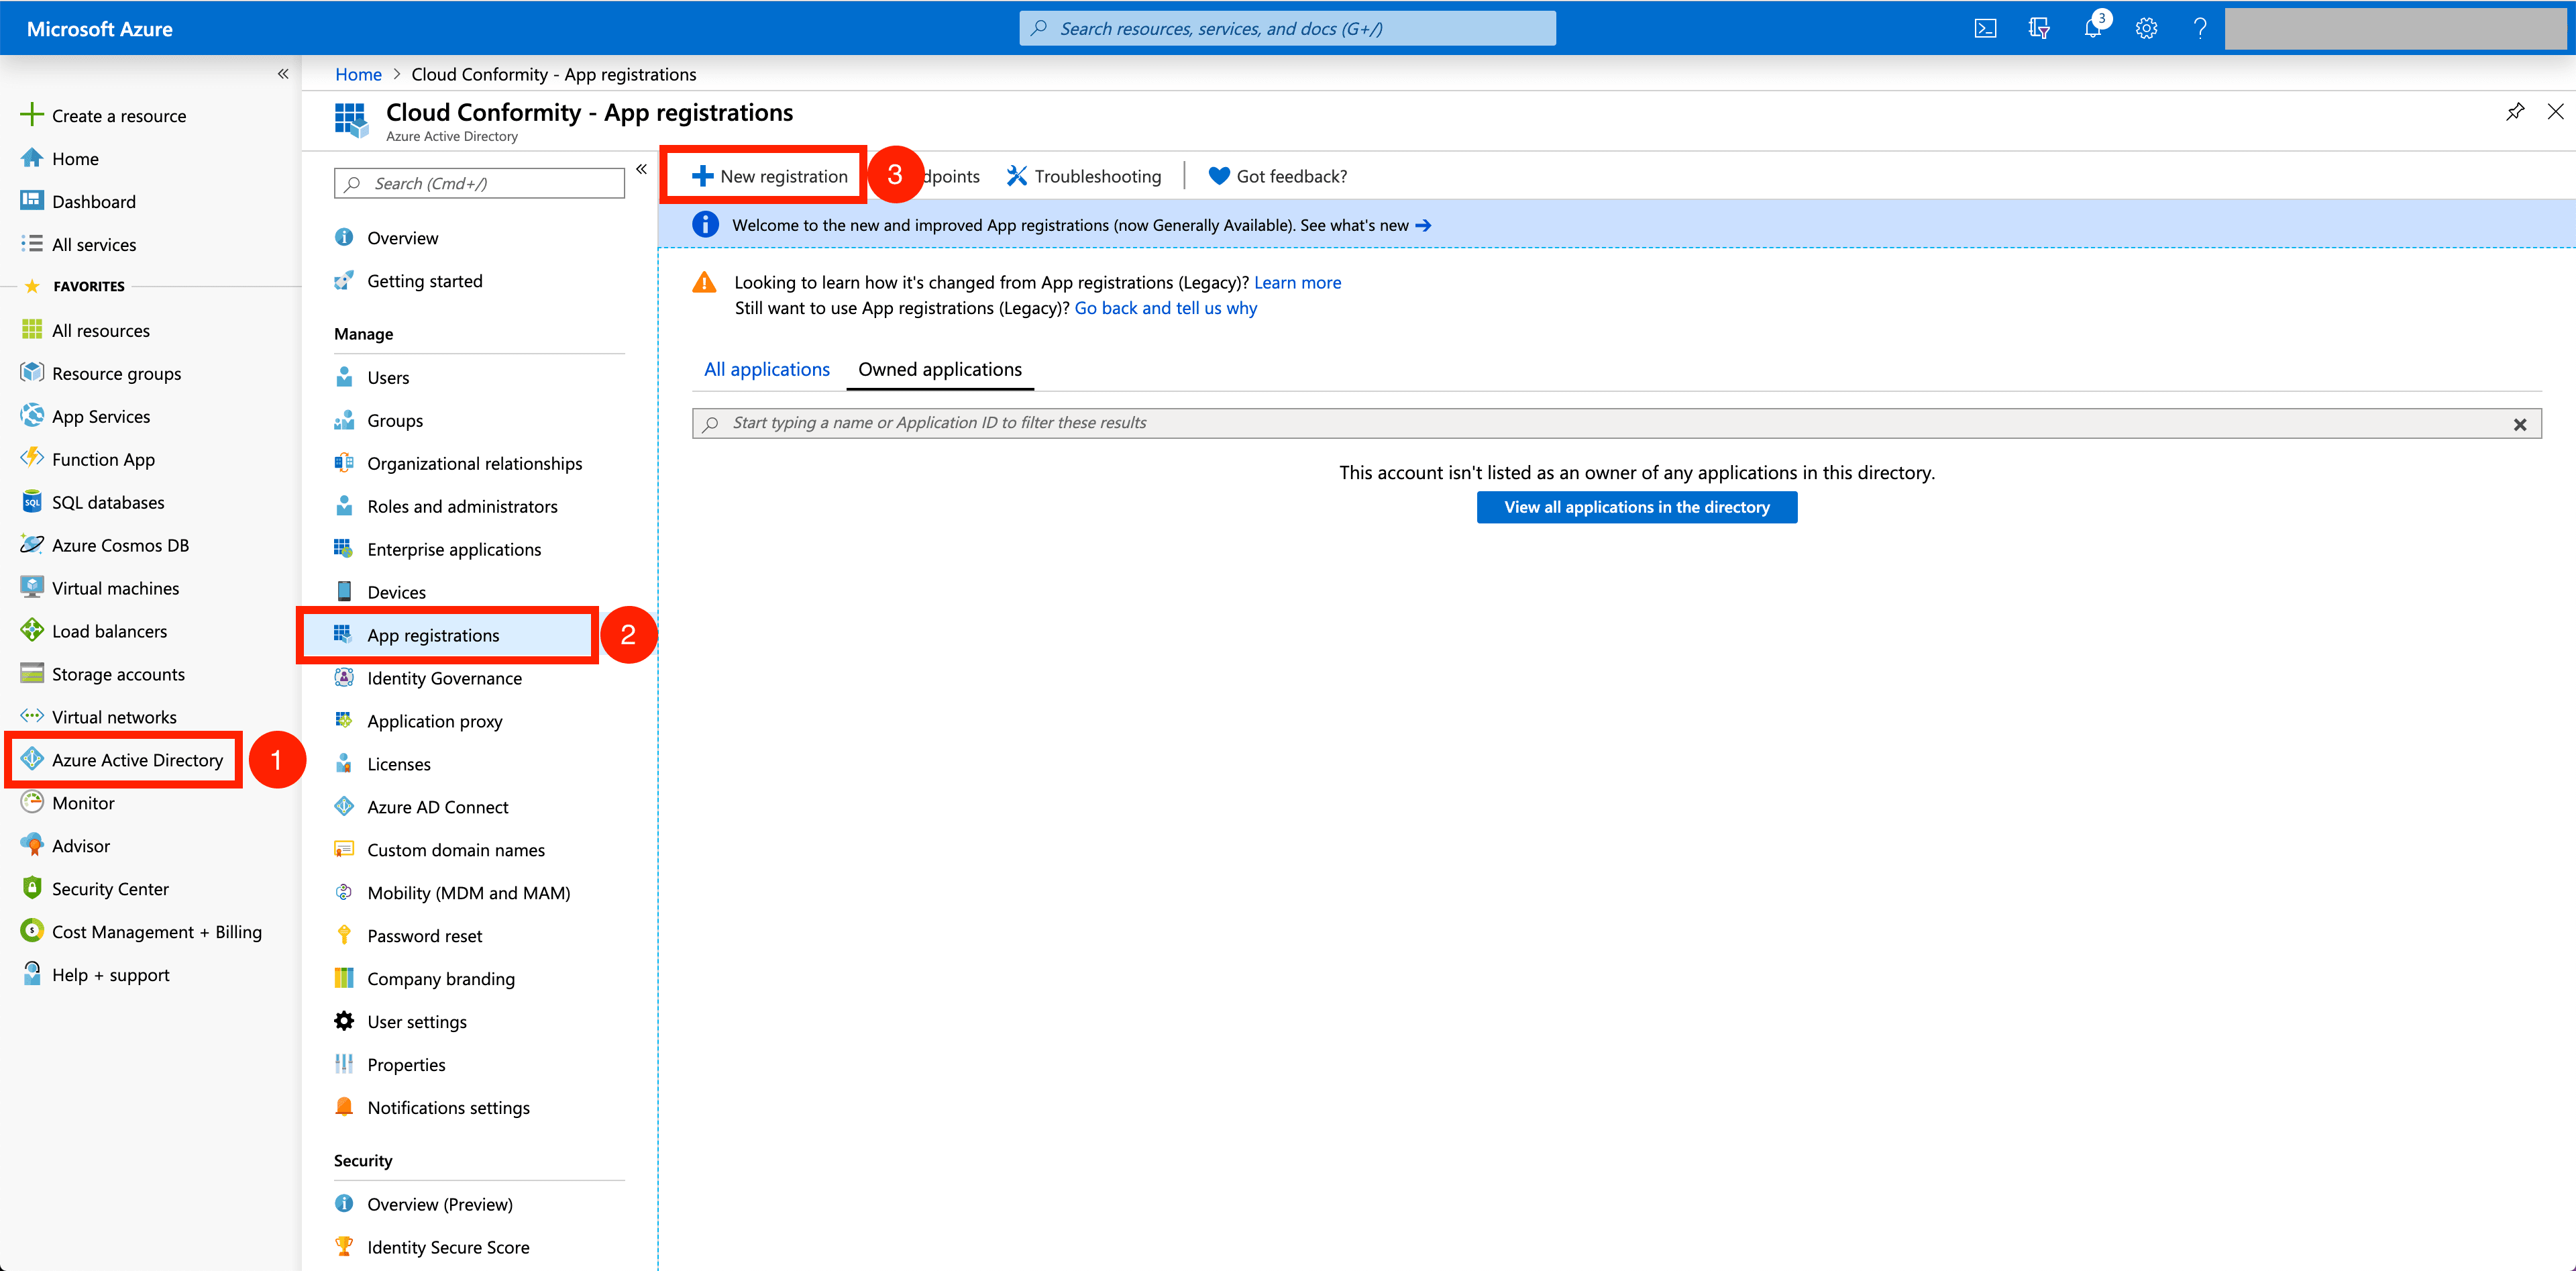 Microsoft Azure
Search resources, services, and docs (G+/)
3
Home > Cloud Conformity - App registrations
Cloud Conformity - App registrations
Azure Active Directory
Create a resource
Home
Dashboard
All services
FAVORITES
All resources
Resource groups
App Services
Function App
SQL databases
Azure Cosmos DB
Virtual machines
Load balancers
Storage accounts
Virtual networks
Azure Active Directory
1
Monitor
Advisor
Security Center
Cost Management + Billing
Help + support
Search (Cmd+/)
Overview
Getting started
Manage
Users
Groups
Organizational relationships
Roles and administrators
Enterprise applications
Devices
App registrations
2
Identity Governance
Application proxy
Licenses
Azure AD Connect
Custom domain names
Mobility (MDM and MAM)
Password reset
Company branding
User settings
Properties
Notifications settings
Security
Overview (Preview)
Identity Secure Score
New registration 3 dpoints Troubleshooting Got feedback?
Welcome to the new and improved App registrations (now Generally Available). See what's new →
Looking to learn how it's changed from App registrations (Legacy)? Learn more
Still want to use App registrations (Legacy)? Go back and tell us why
All applications Owned applications
Start typing a name or Application ID to filter these results
This account isn't listed as an owner of any applications in this directory.
View all applications in the directory